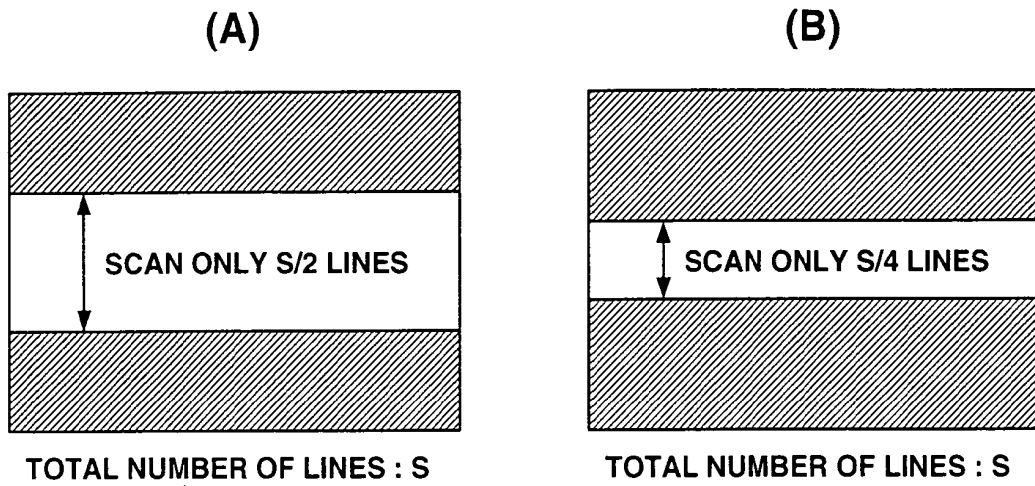 (A)
SCAN ONLY S/2 LINES
TOTAL NUMBER OF LINES : S
(B)
SCAN ONLY S/4 LINES
TOTAL NUMBER OF LINES : S